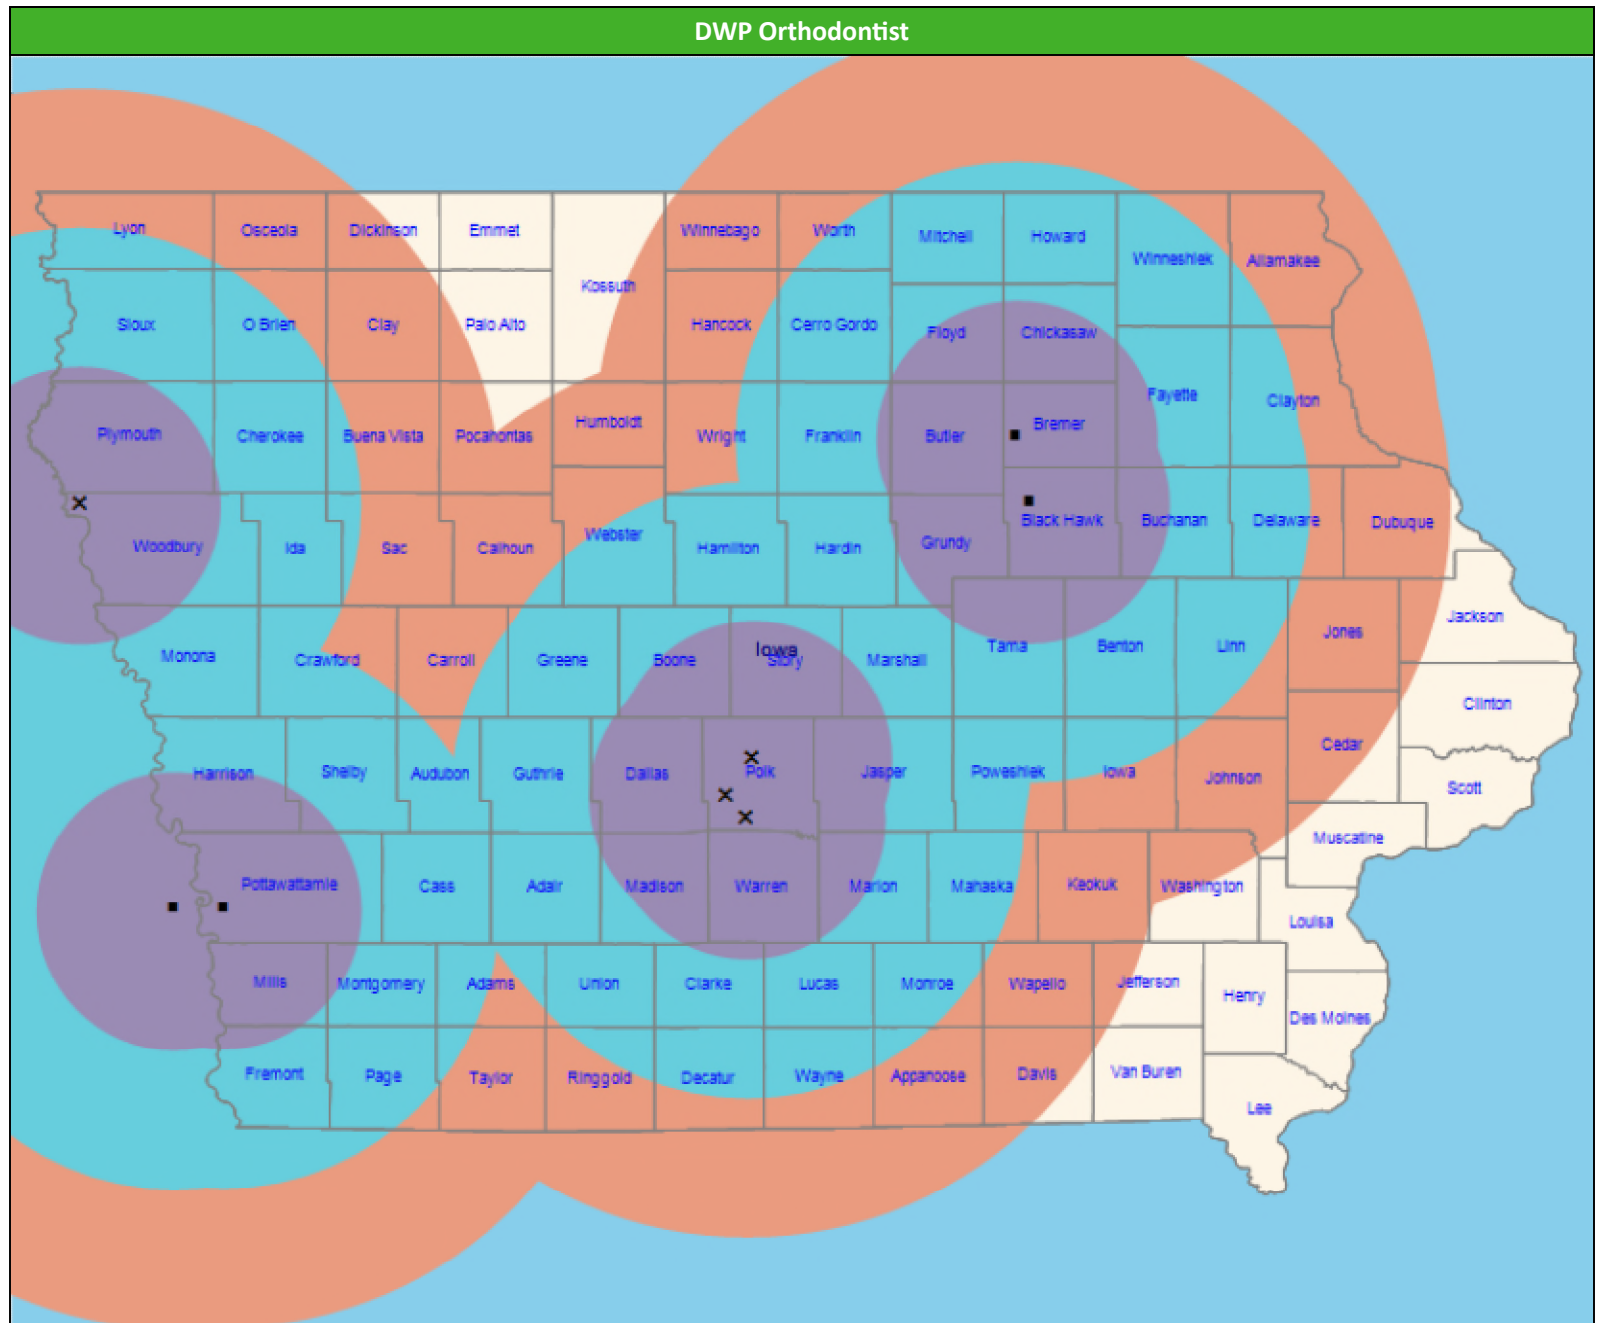 DWP Orthodontist
Lyon Osceola Dickinson Emmet Winnebago Worth Mitchell Howard
Winneshiek Allamakee
Kossuth
Sioux O Brien Clay Palo Alto Hancock Cerro Gordo Floyd Chickasaw
Fayette Clayton
Plymouth Cherokee Buena Vista Pocahontas Humboldt Wright Franklin Butler Bremer
Woodbury Ida Sac Calhoun Webster Hamilton Hardin Grundy Black Hawk Buchanan Delaware Dubuque
Jackson
Monona Crawford Carroll Greene Boone Iowa Story Marshall Tama Benton Linn Jones
Clinton
Harrison Shelby Audubon Guthrie Dallas Polk Jasper Poweshiek Iowa Johnson Cedar
Scott
Muscatine
Pottawattamie Cass Adair Madison Warren Marion Mahaska Keokuk Washington
Louisa
Mills Montgomery Adams Union Clarke Lucas Monroe Wapello Jefferson Henry
Des Moines
Fremont Page Taylor Ringgold Decatur Wayne Appanoose Davis Van Buren
Lee